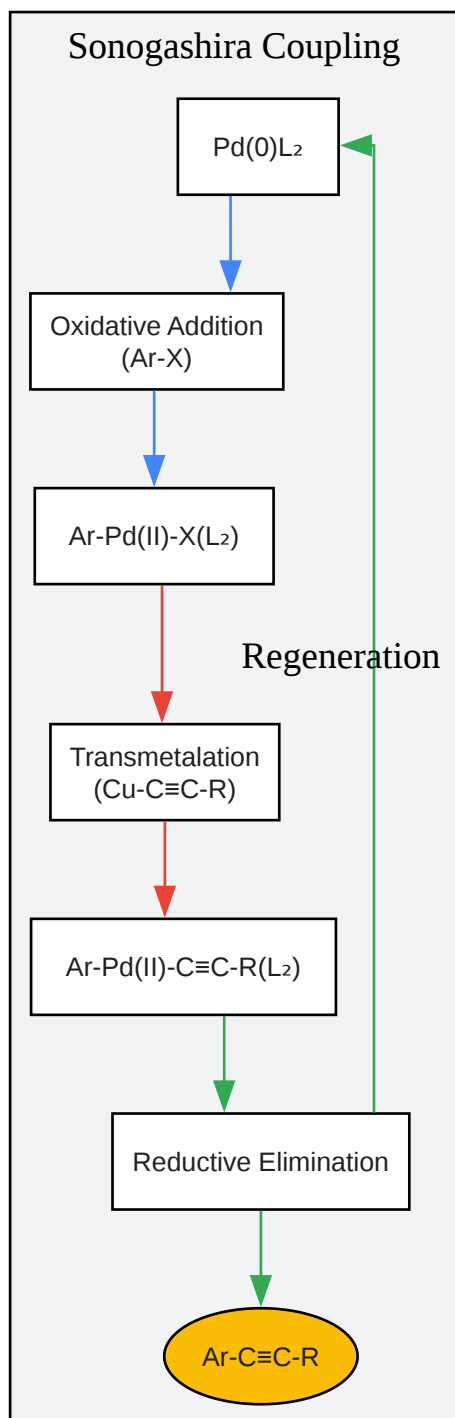 Sonogashira Coupling
Pd(0)L₂
Oxidative Addition
(Ar-X)
Ar-Pd(II)-X(L₂)
Regeneration
Transmetalation
(Cu-C≡C-R)
Ar-Pd(II)-C≡C-R(L₂)
Reductive Elimination
Ar-C≡C-R